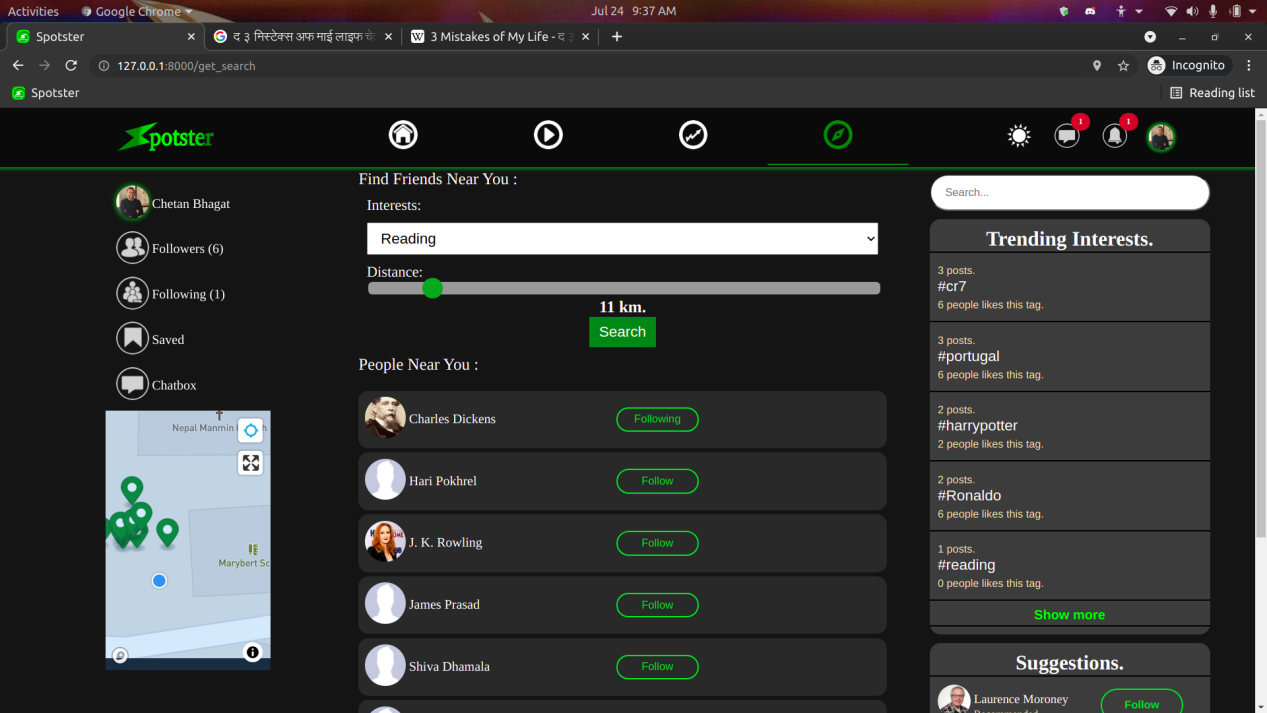 Activities
Google Chrome
Jul 24 9:37 AM
Spotster
द ३ मिस्टेक्स अफ माई लाइफ चे
3 Mistakes of My Life - द ३
127.0.0.1:8000/get_search
Incognito
Spotster
Reading list
Spotster
1
1
Chetan Bhagat
Followers (6)
Following (1)
Saved
Chatbox
Nepal Manmin
Marybert Sc
Find Friends Near You :
Interests:
Reading
Distance:
11 km.
Search
People Near You :
Charles Dickens
Following
Hari Pokhrel
Follow
J. K. Rowling
Follow
James Prasad
Follow
Shiva Dhamala
Follow
Search...
Trending Interests.
3 posts.
#cr7
6 people likes this tag.
3 posts.
#portugal
6 people likes this tag.
2 posts.
#harrypotter
2 people likes this tag.
2 posts.
#Ronaldo
6 people likes this tag.
1 posts.
#reading
0 people likes this tag.
Show more
Suggestions.
Laurence Moroney
Recommended
Follow